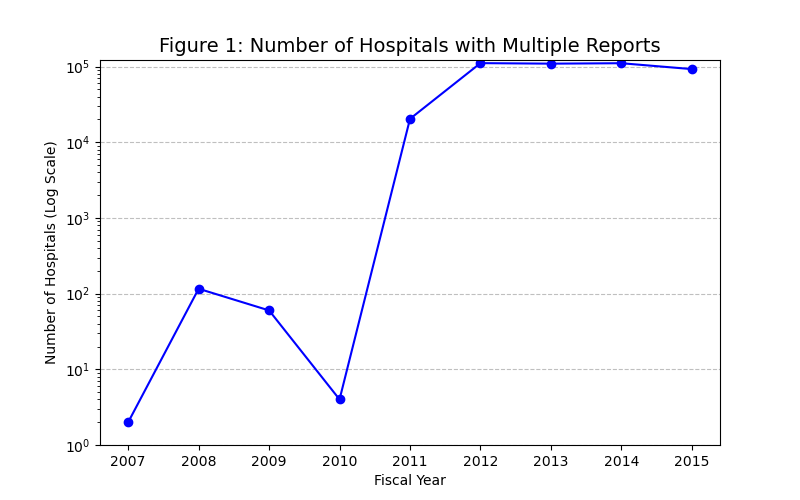 Figure 1: Number of Hospitals with Multiple Reports
Number of Hospitals (Log Scale)
10⁵
10⁴
10³
10²
10¹
10⁰
2007 2008 2009 2010 2011 2012 2013 2014 2015
Fiscal Year